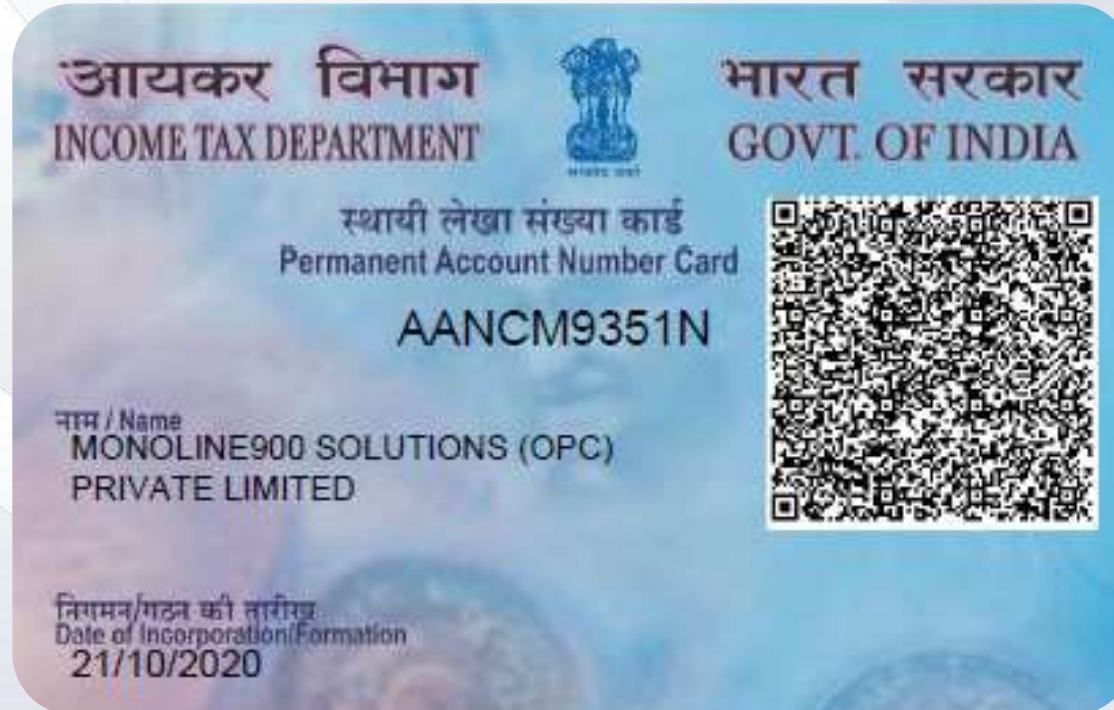 आयकर विभाग
INCOME TAX DEPARTMENT
भारत सरकार
GOVT. OF INDIA
स्थायी लेखा संख्या कार्ड
Permanent Account Number Card
AANCM9351N
नाम / Name
MONOLINE900 SOLUTIONS (OPC)
PRIVATE LIMITED
निगमन/गठन की तारीख
Date of Incorporation/Formation
21/10/2020